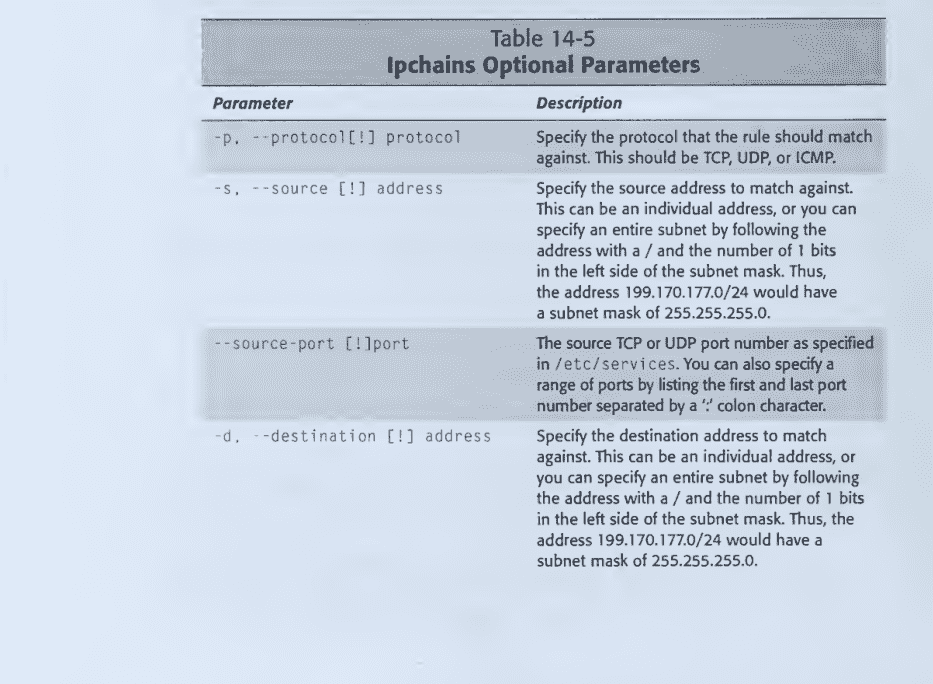 Table 14-5
Ipchains Optional Parameters
Parameter Description
-p, --protocol[!] protocol Specify the protocol that the rule should match
against. This should be TCP, UDP, or ICMP.
-s, --source [!] address Specify the source address to match against.
This can be an individual address, or you can
specify an entire subnet by following the
address with a / and the number of 1 bits
in the left side of the subnet mask. Thus,
the address 199.170.177.0/24 would have
a subnet mask of 255.255.255.0.
--source-port [!]port The source TCP or UDP port number as specified
in /etc/services. You can also specify a
range of ports by listing the first and last port
number separated by a ':' colon character.
-d, --destination [!] address Specify the destination address to match
against. This can be an individual address, or
you can specify an entire subnet by following
the address with a / and the number of 1 bits
in the left side of the subnet mask. Thus, the
address 199.170.177.0/24 would have a
subnet mask of 255.255.255.0.